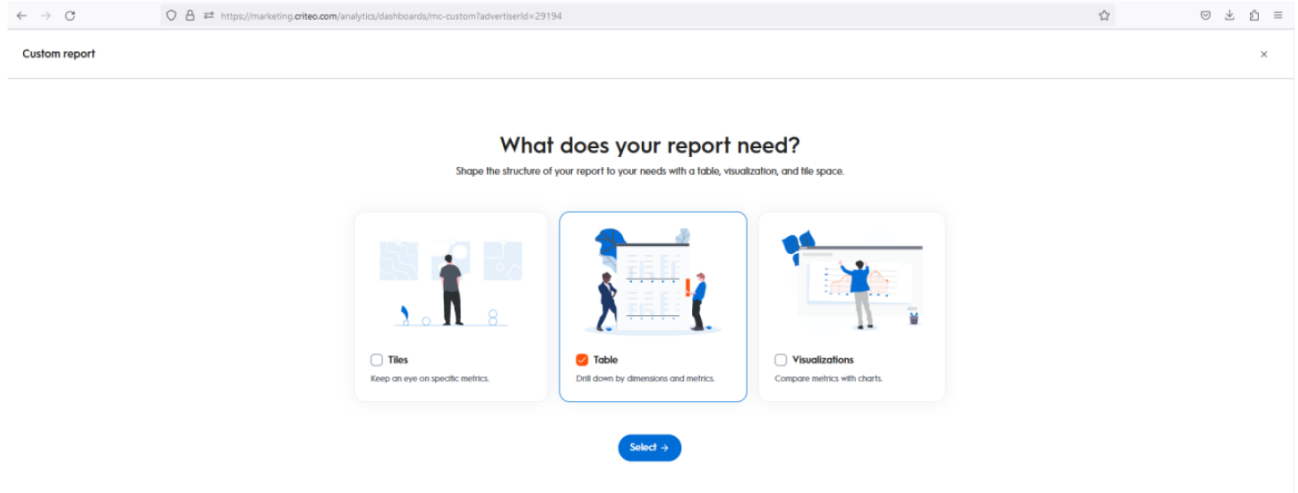 https://marketing.criteo.com/analytics/dashboards/mc-custom?advertiserId=29194
Custom report
What does your report need?
Shape the structure of your report to your needs with a table, visualization, and tile space.
Tiles
Keep an eye on specific metrics.
Table
Drill down by dimensions and metrics.
Visualizations
Compare metrics with charts.
Select →